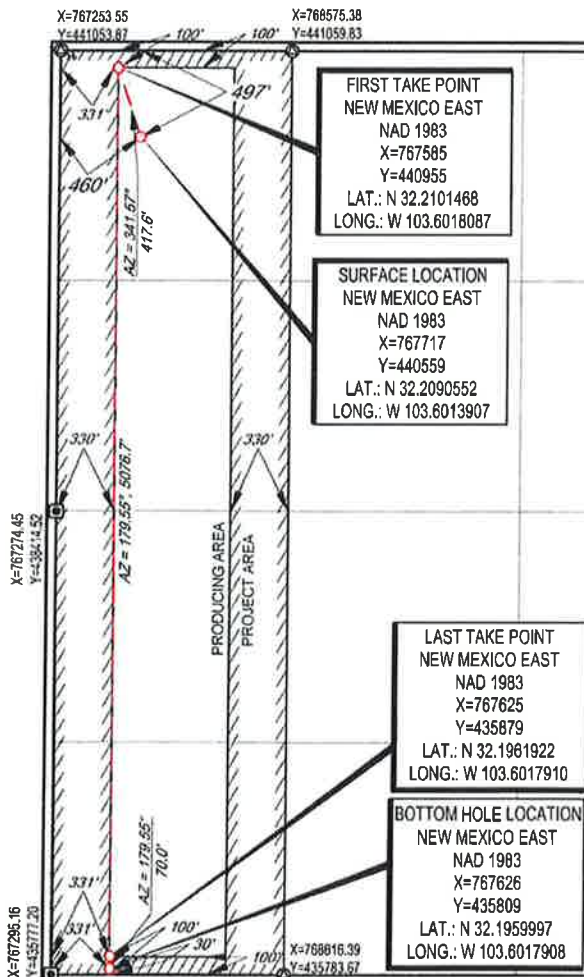 X=767253.55
Y=441053.87
X=768575.38
Y=441059.83
100'
100'
331'
497'
460'
AZ = 341.67°
417.6'
FIRST TAKE POINT
NEW MEXICO EAST
NAD 1983
X=767585
Y=440955
LAT.: N 32.2101468
LONG.: W 103.6018087
SURFACE LOCATION
NEW MEXICO EAST
NAD 1983
X=767717
Y=440559
LAT.: N 32.2090552
LONG.: W 103.6013907
330'
330'
X=767274.45
Y=438414.52
AZ = 179.55°, 5076.7'
PRODUCING AREA
PROJECT AREA
LAST TAKE POINT
NEW MEXICO EAST
NAD 1983
X=767625
Y=435879
LAT.: N 32.1961922
LONG.: W 103.6017910
AZ = 179.55°
70.0'
BOTTOM HOLE LOCATION
NEW MEXICO EAST
NAD 1983
X=767626
Y=435809
LAT.: N 32.1959997
LONG.: W 103.6017908
331'
331'
100'
30'
100'
X=767295.16
Y=435777.20
X=768616.39
Y=435783.67